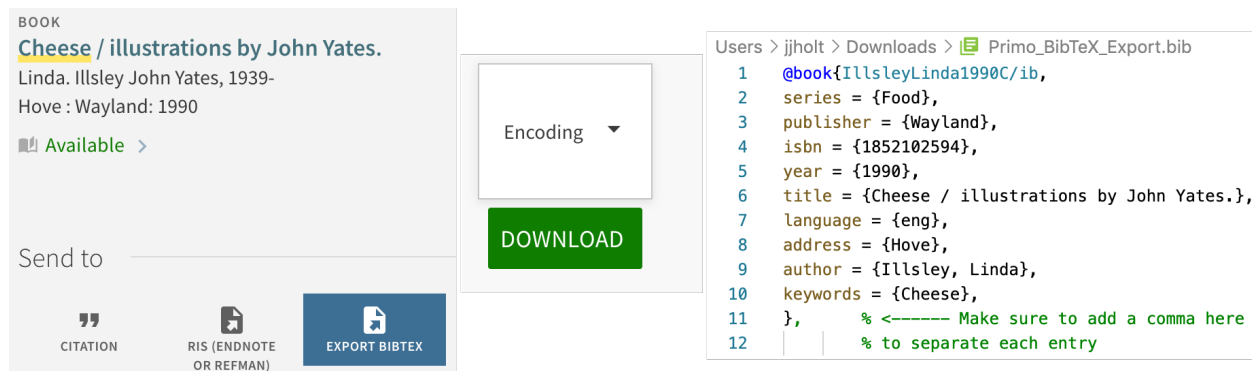 BOOK
Cheese / illustrations by John Yates.
Linda. Illsley John Yates, 1939-
Hove : Wayland: 1990
Available
Send to
CITATION
RIS (ENDNOTE
OR REFMAN)
EXPORT BIBTEX
Encoding
DOWNLOAD
Users > jjholt > Downloads > Primo_BibTeX_Export.bib
1 @book{IllsleyLinda1990C/ib,
2 series = {Food},
3 publisher = {Wayland},
4 isbn = {1852102594},
5 year = {1990},
6 title = {Cheese / illustrations by John Yates.},
7 language = {eng},
8 address = {Hove},
9 author = {Illsley, Linda},
10 keywords = {Cheese},
11 }, % <------ Make sure to add a comma here
12 % to separate each entry